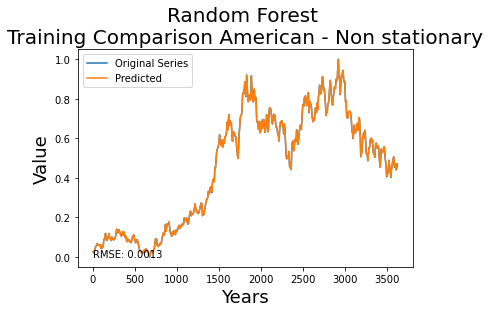 Random Forest
Training Comparison American - Non stationary
Original Series
Predicted
1.0
0.8
0.6
0.4
0.2
0.0
Value
RMSE: 0.0013
0 500 1000 1500 2000 2500 3000 3500
Years